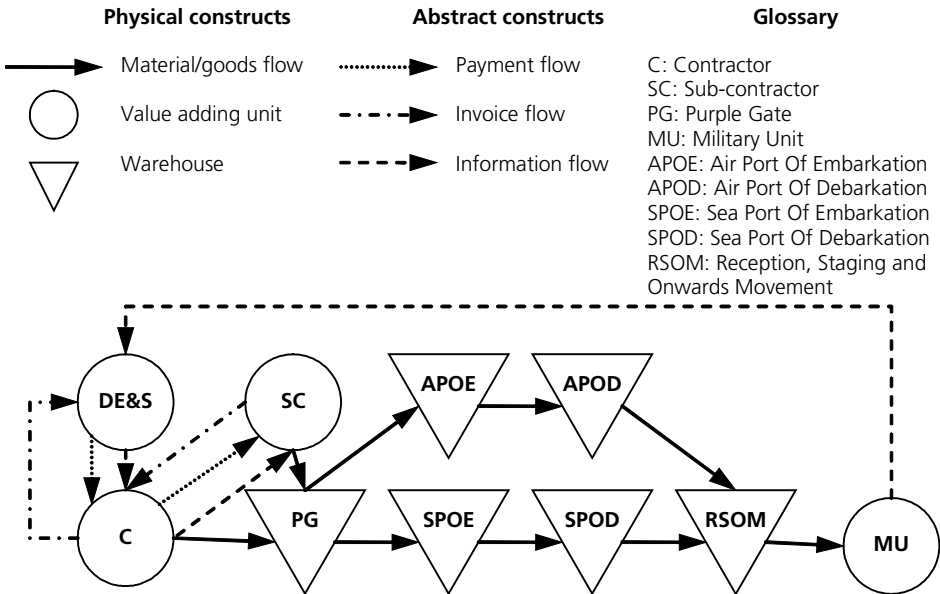 Physical constructs
Abstract constructs
Glossary
Material/goods flow
Value adding unit
Warehouse
Payment flow
Invoice flow
Information flow
C: Contractor
SC: Sub-contractor
PG: Purple Gate
MU: Military Unit
APOE: Air Port Of Embarkation
APOD: Air Port Of Debarkation
SPOE: Sea Port Of Embarkation
SPOD: Sea Port Of Debarkation
RSOM: Reception, Staging and
Onwards Movement
DE&S
SC
APOE
APOD
C
PG
SPOE
SPOD
RSOM
MU